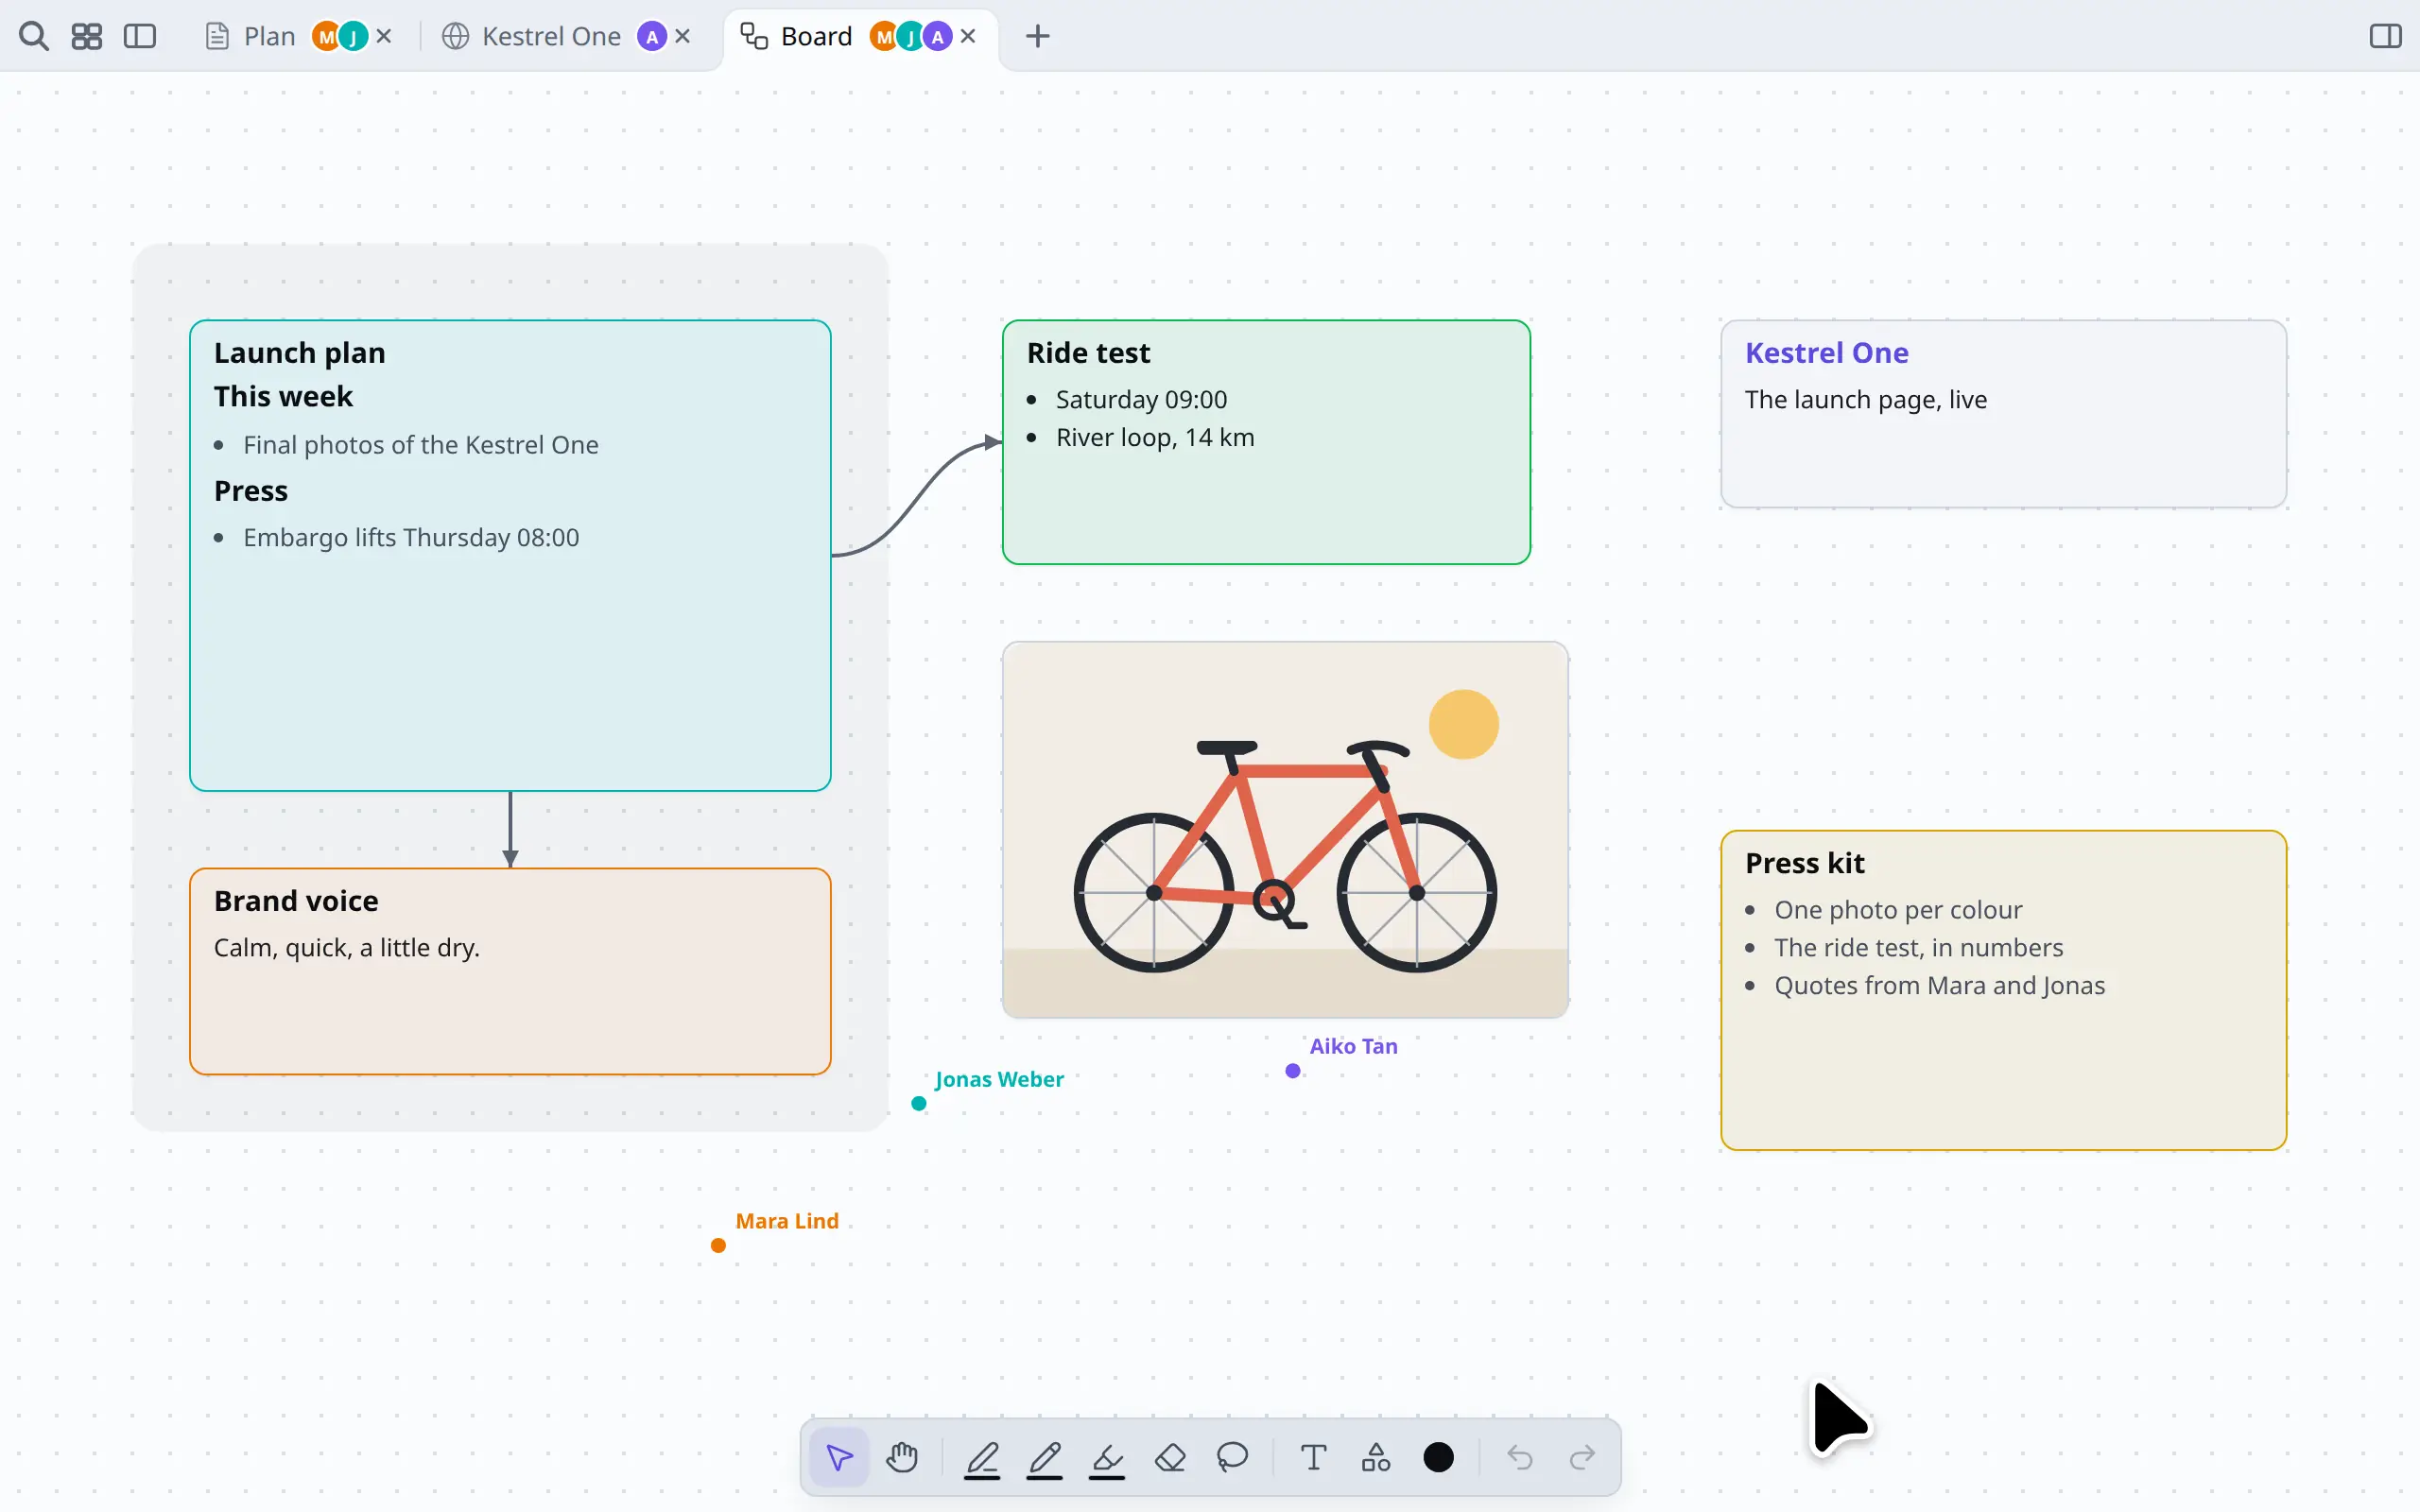 Plan M J
Kestrel One A
Board M J A
Launch plan
This week
Final photos of the Kestrel One
Press
Embargo lifts Thursday 08:00
Brand voice
Calm, quick, a little dry.
Ride test
Saturday 09:00
River loop, 14 km
Kestrel One
The launch page, live
Press kit
One photo per colour
The ride test, in numbers
Quotes from Mara and Jonas
Aiko Tan
Jonas Weber
Mara Lind